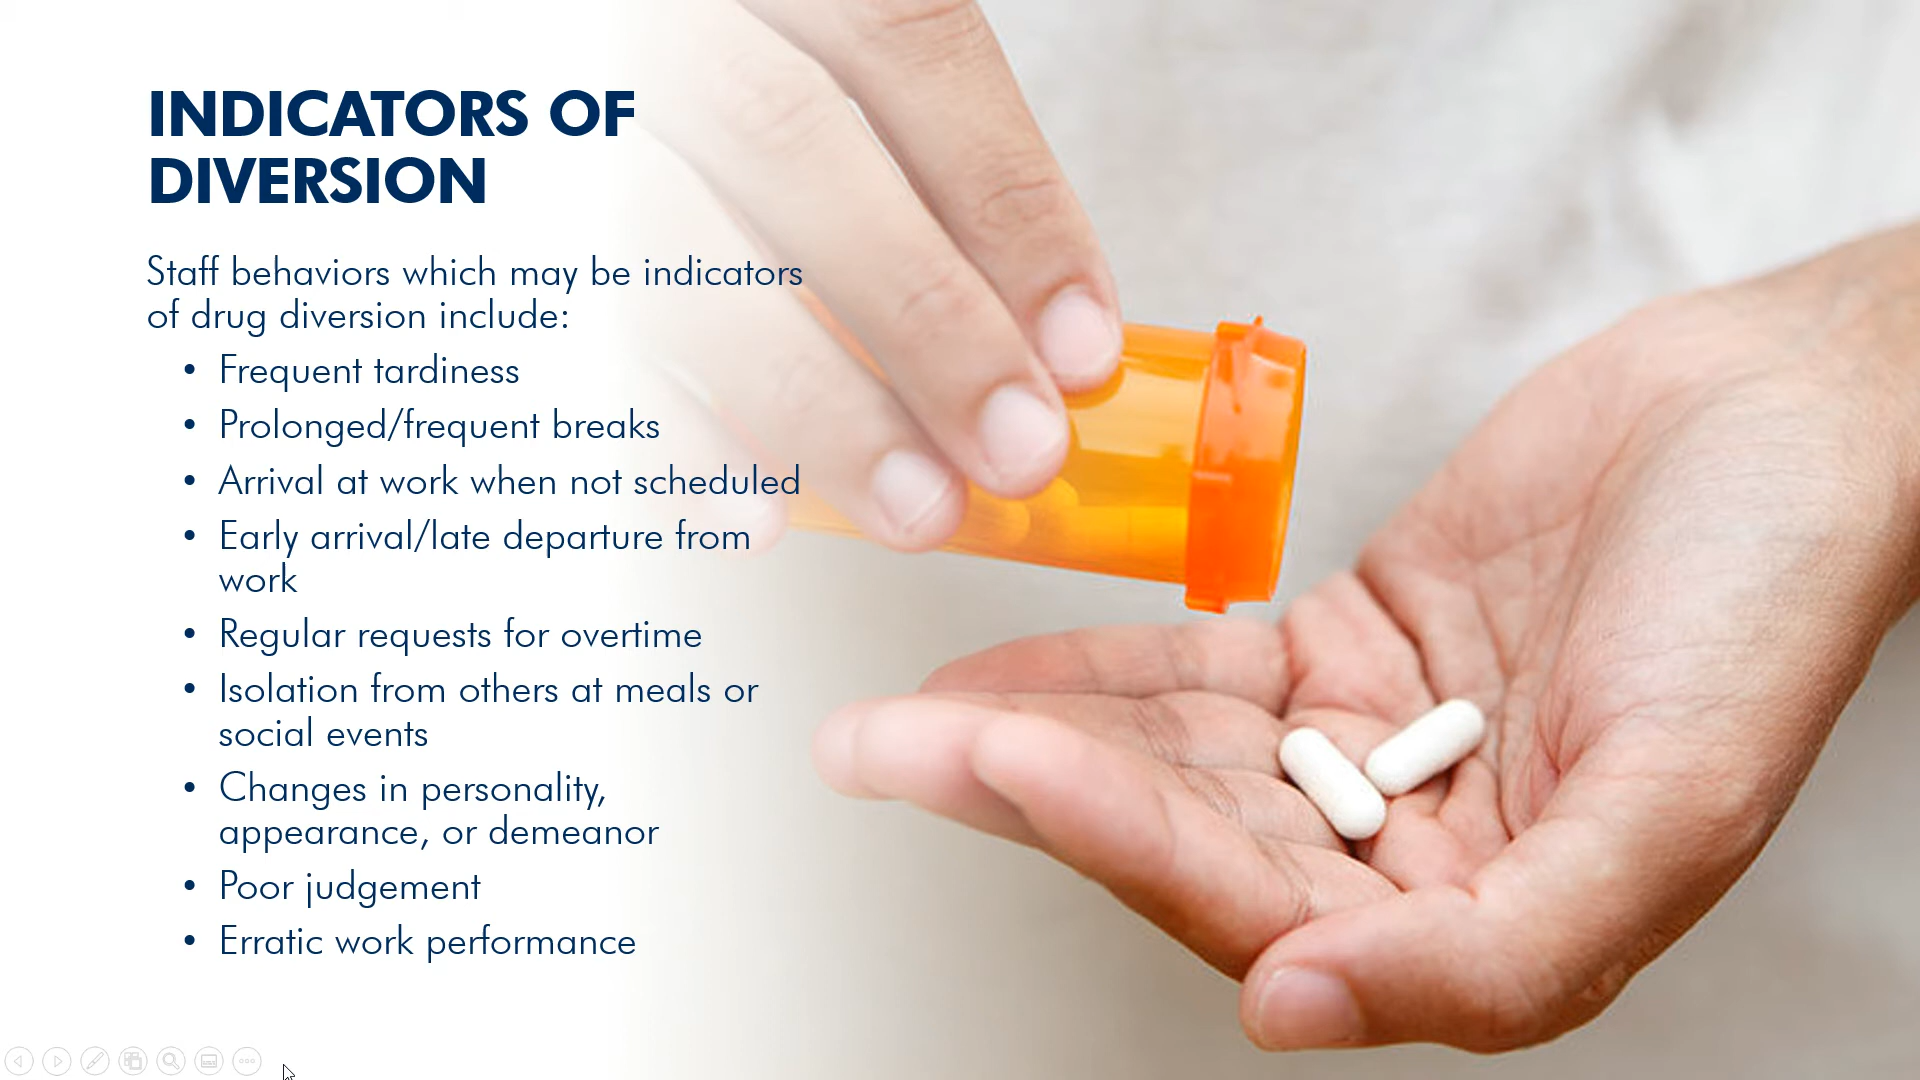 INDICATORS OF
DIVERSION
Staff behaviors which may be indicators
of drug diversion include:
• Frequent tardiness
• Prolonged/frequent breaks
• Arrival at work when not scheduled
• Early arrival/late departure from
work
• Regular requests for overtime
• Isolation from others at meals or
social events
• Changes in personality,
appearance, or demeanor
• Poor judgement
• Erratic work performance